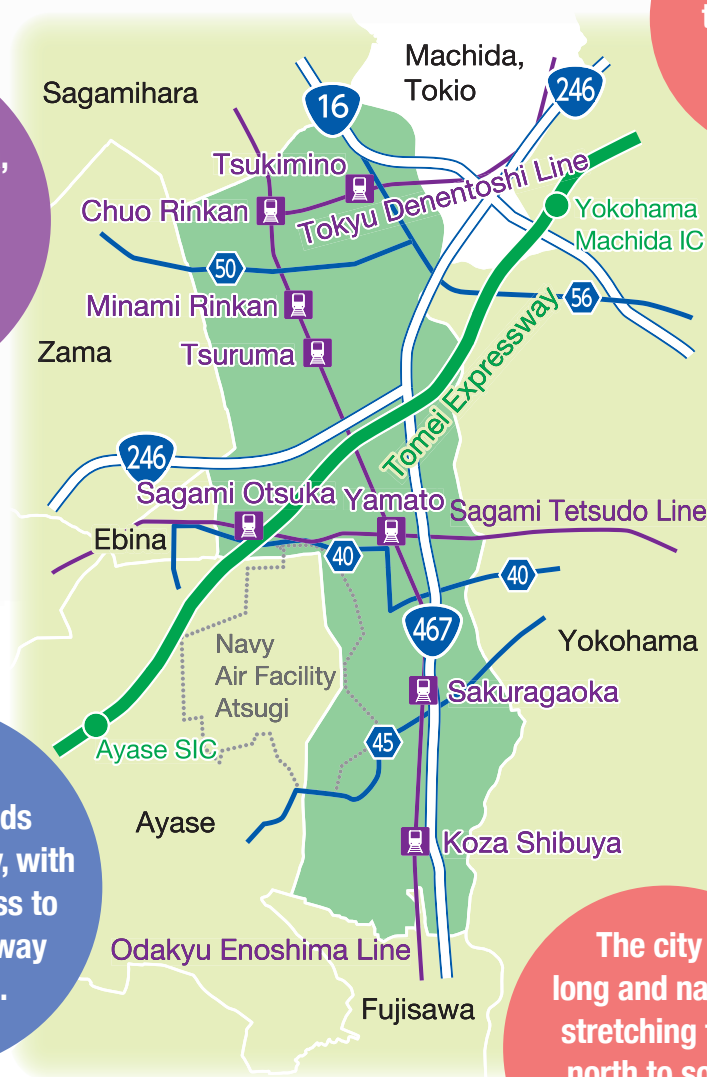 Machida,
Tokio
Sagamihara
16
246
Tsukimino
Chuo Rinkan
Tokyu Denentoshi Line
Yokohama
Machida IC
50
Minami Rinkan
56
Zama
Tsuruma
Tomei Expressway
246
Sagami Otsuka
Yamato
Sagami Tetsudo Line
Ebina
40
40
467
Navy
Air Facility
Atsugi
Yokohama
Sakuragaoka
45
Ayase SIC
Ayase
Koza Shibuya
with
ss to
way
Odakyu Enoshima Line
Fujisawa
The city
long and na
stretching
north to so